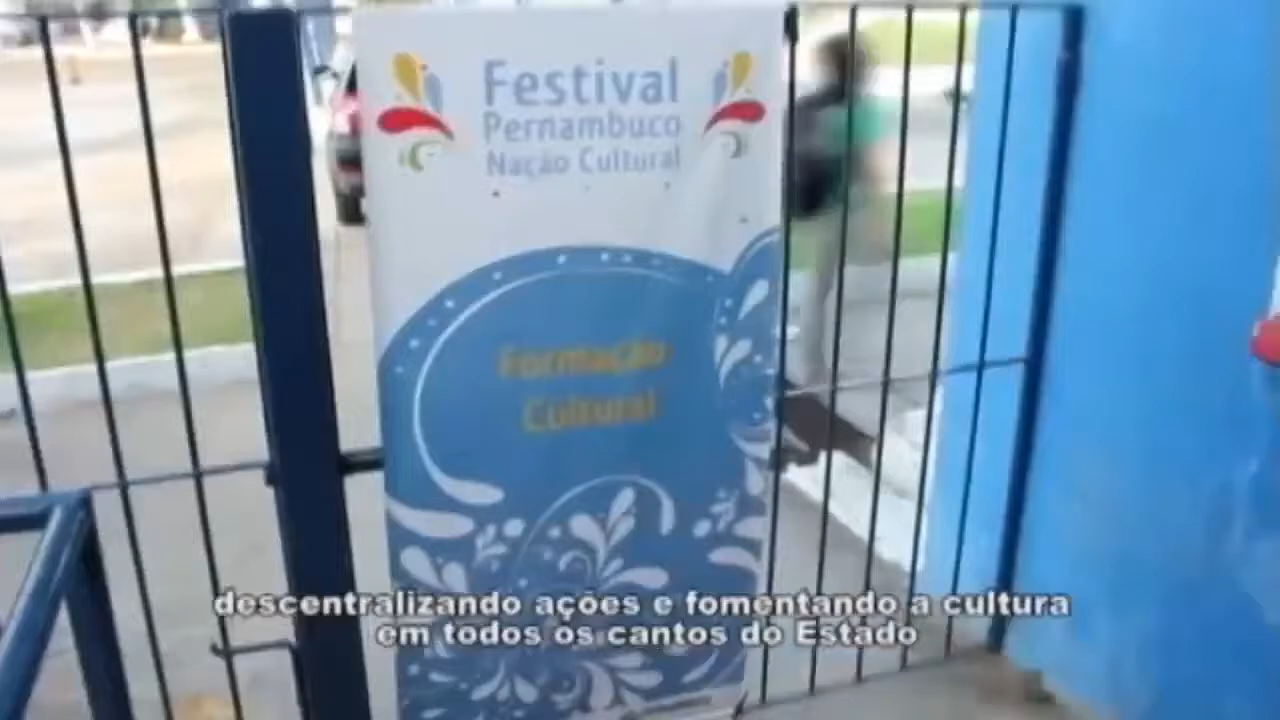 Festival
Pernambuco
Nação Cultural
Formação
Cultural
descentralizando ações e fomentando a cultura
em todos os cantos do Estado